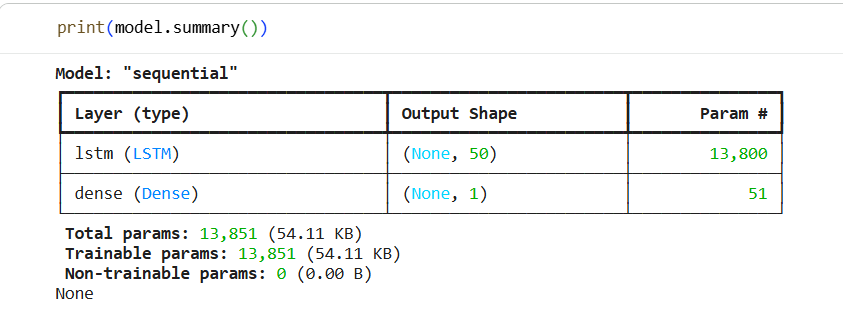 print(model.summary())
Model: "sequential"
Layer (type) Output Shape Param #
lstm (LSTM) (None, 50) 13,800
dense (Dense) (None, 1) 51
Total params: 13,851 (54.11 KB)
Trainable params: 13,851 (54.11 KB)
Non-trainable params: 0 (0.00 B)
None